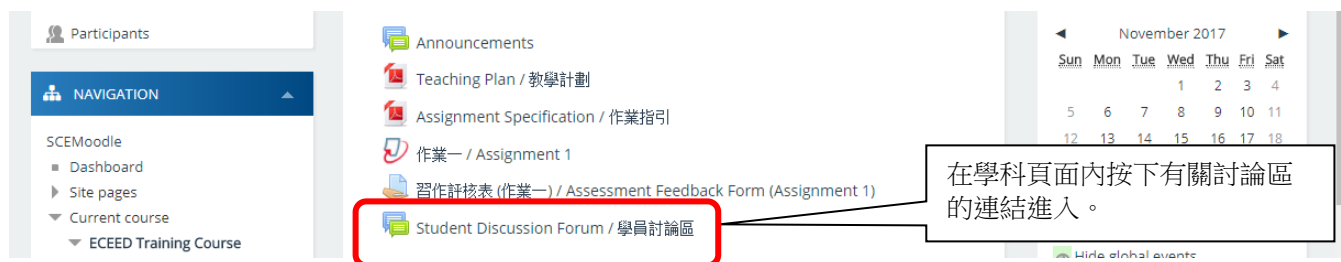 Participants
NAVIGATION
SCEMoodle
Dashboard
Site pages
Current course
ECEED Training Course
Announcements
Teaching Plan / 教學計劃
Assignment Specification / 作業指引
作業一 / Assignment 1
習作評核表 (作業一) / Assessment Feedback Form (Assignment 1)
Student Discussion Forum / 學員討論區
November 2017
Sun Mon Tue Wed Thu Fri Sat
1 2 3 4
5 6 7 8 9 10 11
12 13 14 15 16 17 18
在學科頁面內按下有關討論區
的連結進入。
Hide global events